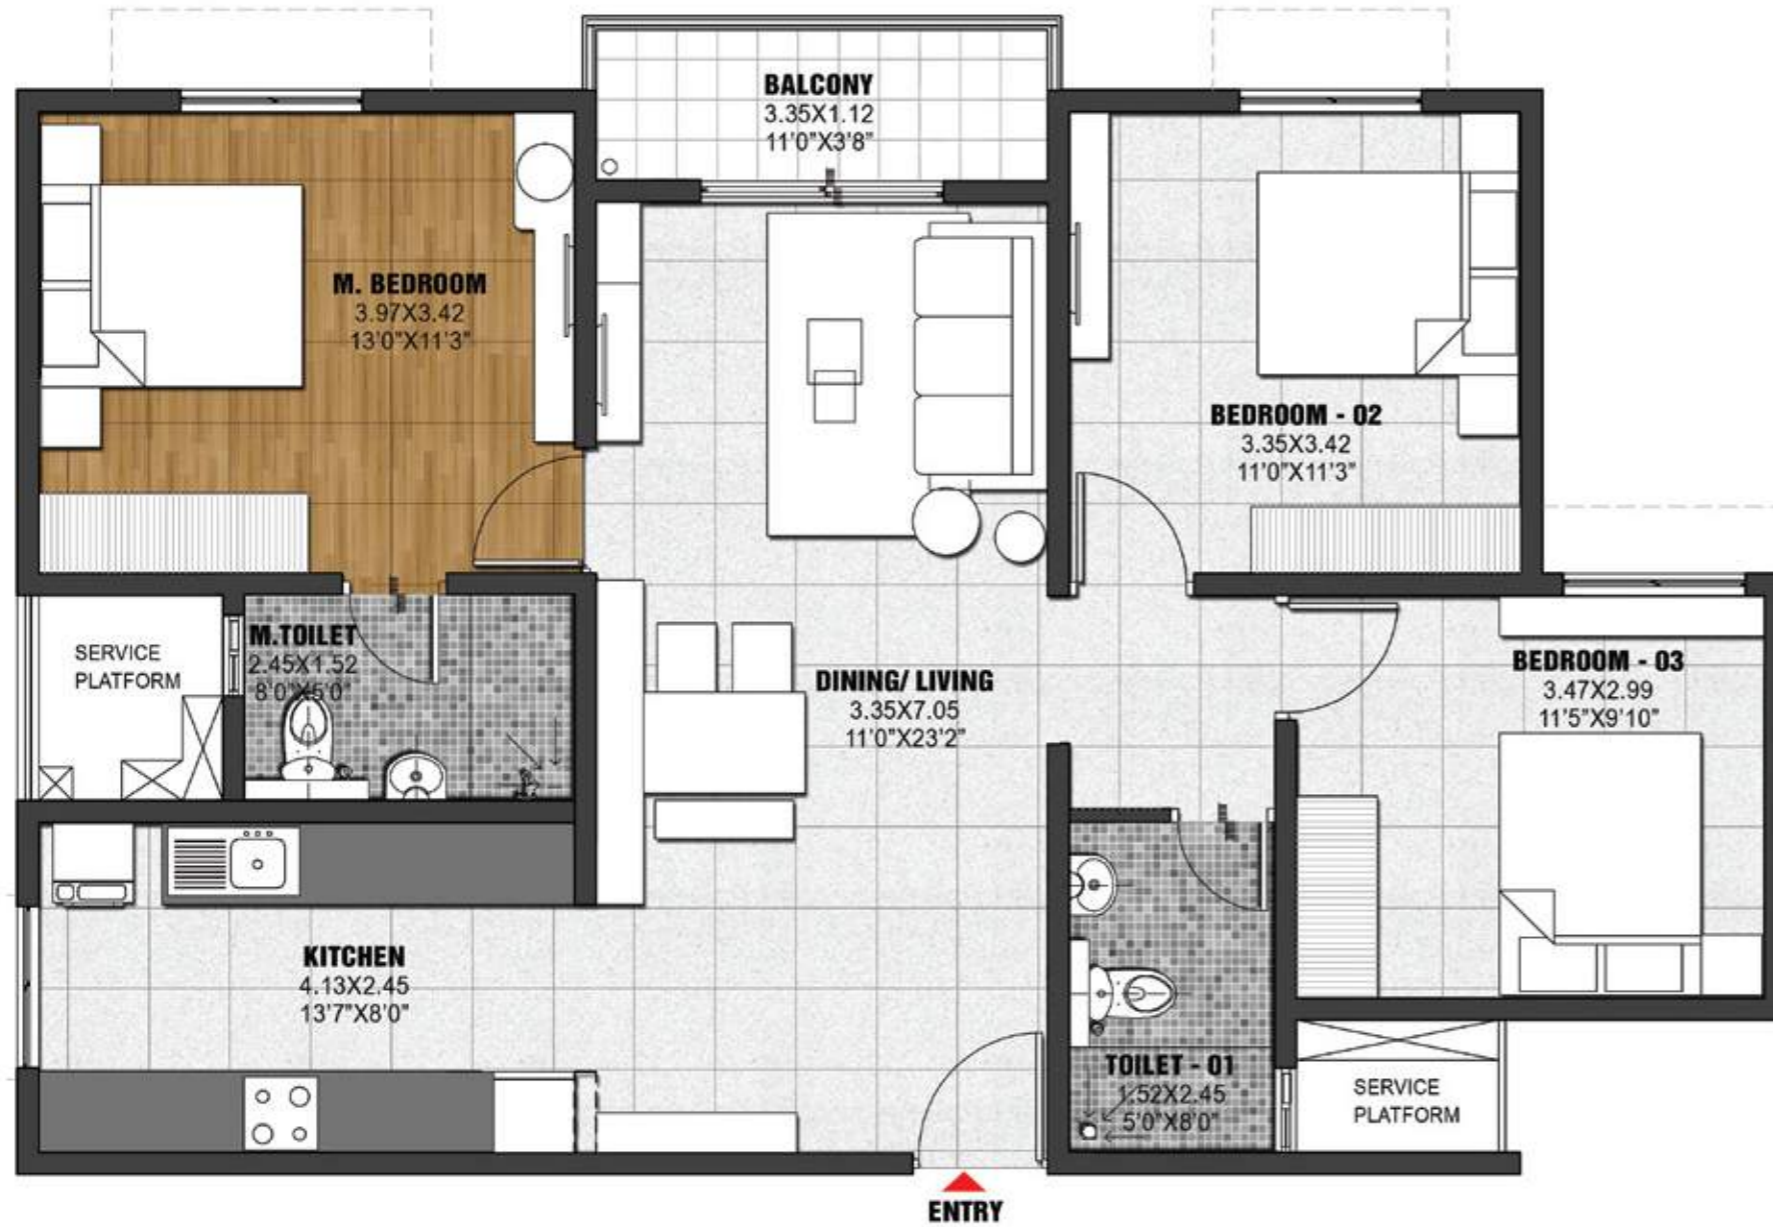 BALCONY
3.35X1.12
11'0"X3'8"
M. BEDROOM
3.97X3.42
13'0"X11'3"
BEDROOM - 02
3.35X3.42
11'0"X11'3"
SERVICE
PLATFORM
M.TOILET
2.45X1.52
8'0"X5'0"
DINING/ LIVING
3.35X7.05
11'0"X23'2"
BEDROOM - 03
3.47X2.99
11'5"X9'10"
KITCHEN
4.13X2.45
13'7"X8'0"
TOILET - 01
1.52X2.45
5'0"X8'0"
SERVICE
PLATFORM
ENTRY